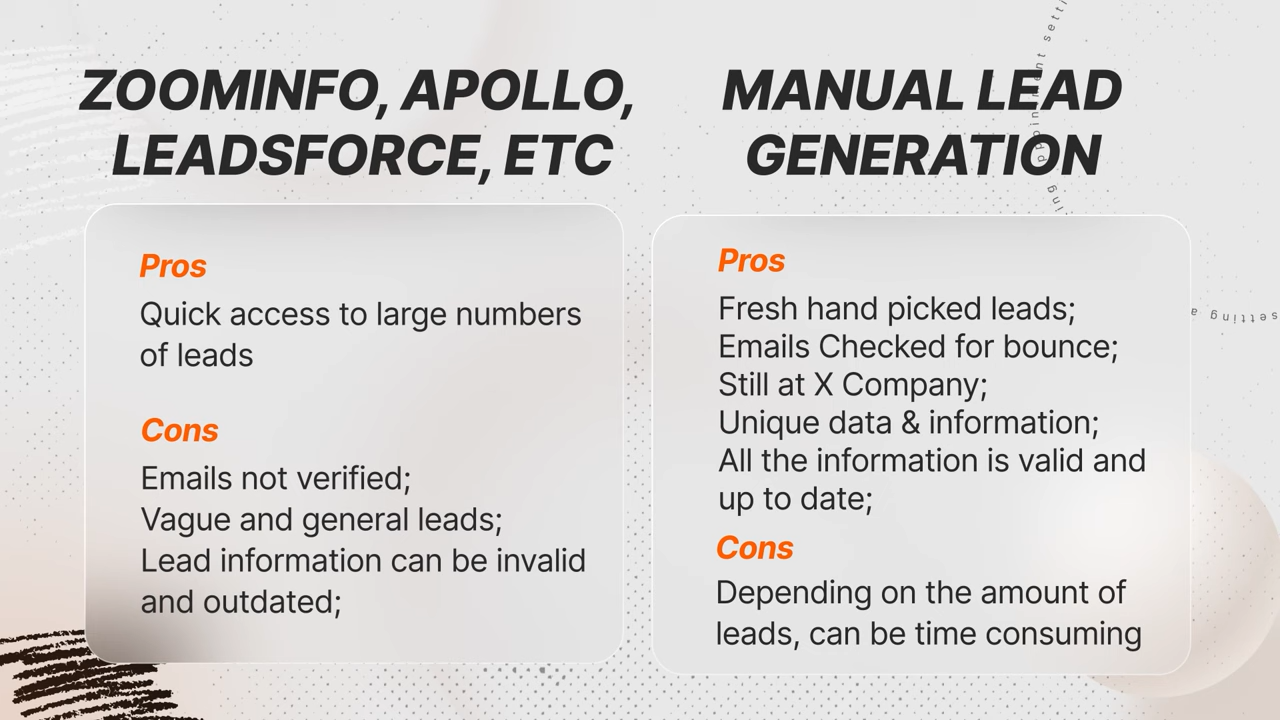 ZOOMINFO, APOLLO,
LEADSFORCE, ETC
Pros
Quick access to large numbers
of leads
Cons
Emails not verified;
Vague and general leads;
Lead information can be invalid
and outdated;
MANUAL LEAD
GENERATION
Pros
Fresh hand picked leads;
Emails Checked for bounce;
Still at X Company;
Unique data & information;
All the information is valid and
up to date;
Cons
Depending on the amount of
leads, can be time consuming
setting